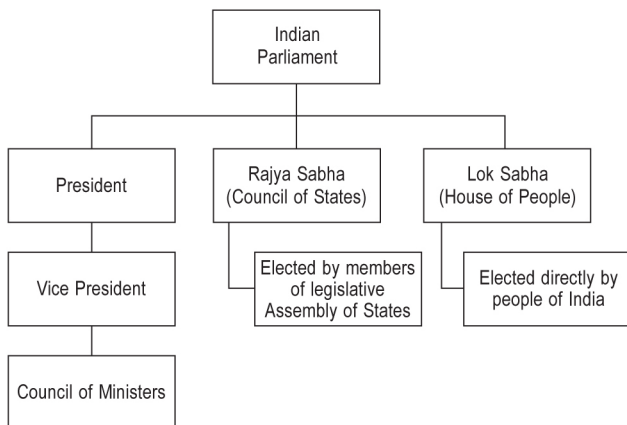 Indian
Parliament
President
Rajya Sabha
(Council of States)
Lok Sabha
(House of People)
Vice President
Elected by members
of legislative
Assembly of States
Elected directly by
people of India
Council of Ministers